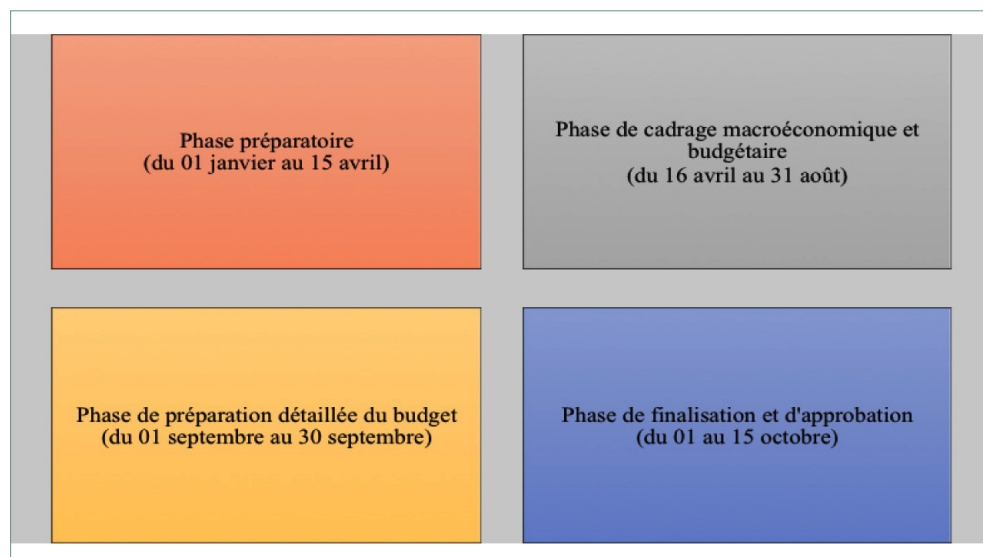 Phase préparatoire
(du 01 janvier au 15 avril)
Phase de cadrage macroéconomique et
budgétaire
(du 16 avril au 31 août)
Phase de préparation détaillée du budget
(du 01 septembre au 30 septembre)
Phase de finalisation et d'approbation
(du 01 au 15 octobre)